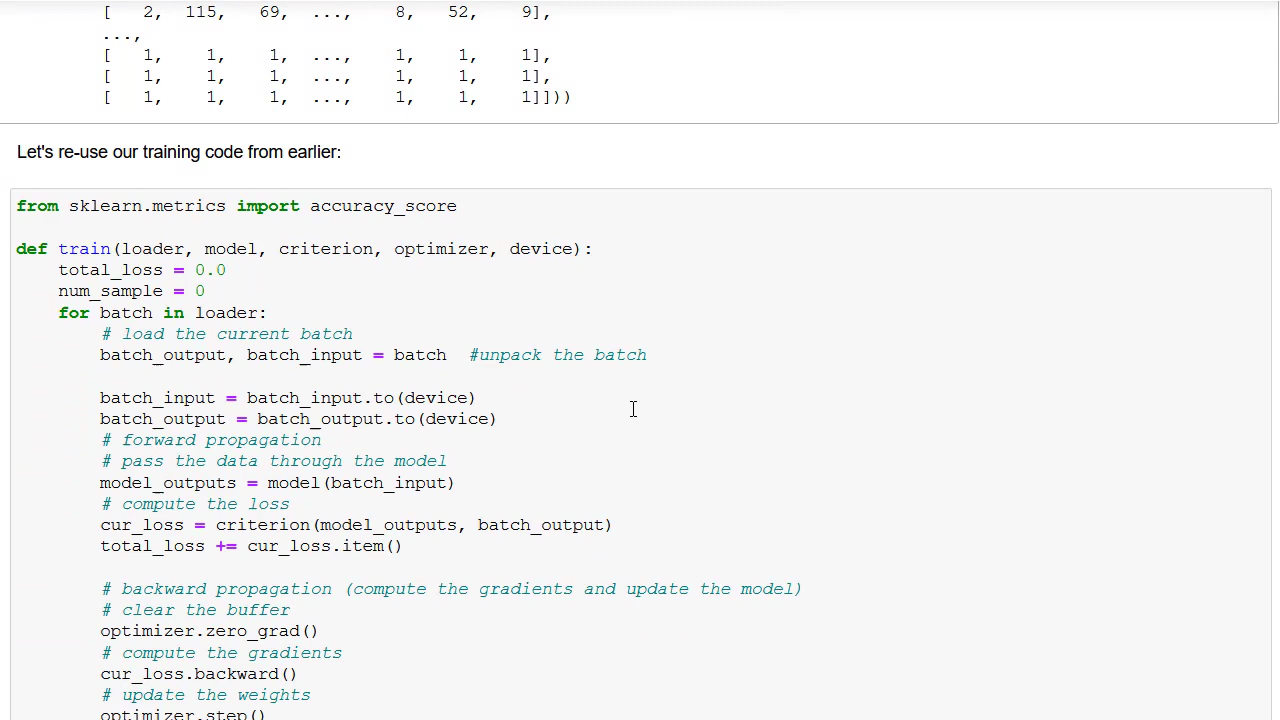 [   2, 115,  69, ...,   8,  52,   9],
...,
[   1,   1,   1, ...,   1,   1,   1],
[   1,   1,   1, ...,   1,   1,   1],
[   1,   1,   1, ...,   1,   1,   1]]))
Let's re-use our training code from earlier:
from sklearn.metrics import accuracy_score
def train(loader, model, criterion, optimizer, device):
    total_loss = 0.0
    num_sample = 0
    for batch in loader:
        # load the current batch
        batch_output, batch_input = batch  #unpack the batch
        batch_input = batch_input.to(device)
        batch_output = batch_output.to(device)
        # forward propagation
        # pass the data through the model
        model_outputs = model(batch_input)
        # compute the loss
        cur_loss = criterion(model_outputs, batch_output)
        total_loss += cur_loss.item()
        # backward propagation (compute the gradients and update the model)
        # clear the buffer
        optimizer.zero_grad()
        # compute the gradients
        cur_loss.backward()
        # update the weights
        optimizer.step()